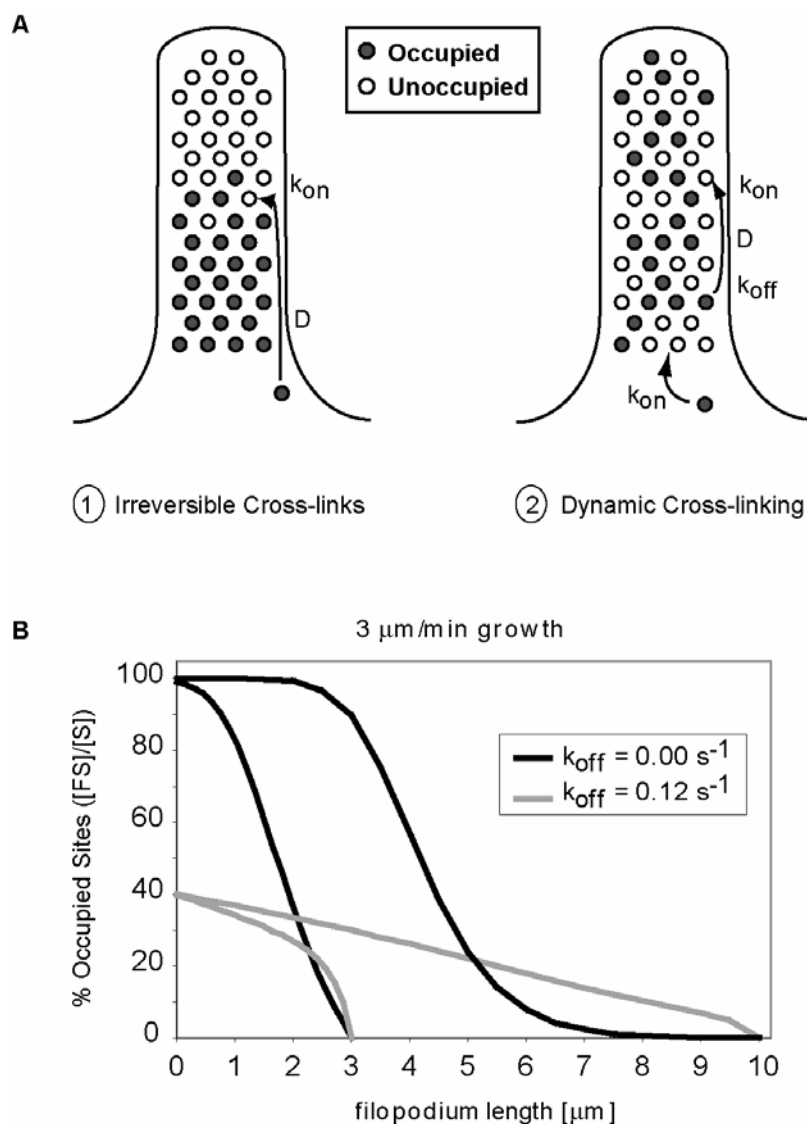 A
Occupied
Unoccupied
kon
D
kon
D
koff
kon
1 Irreversible Cross-links
2 Dynamic Cross-linking
B
3 µm/min growth
% Occupied Sites ([FS]/[S])
100
80
60
40
20
0
koff = 0.00 s-1
koff = 0.12 s-1
0 1 2 3 4 5 6 7 8 9 10
filopodium length [µm]